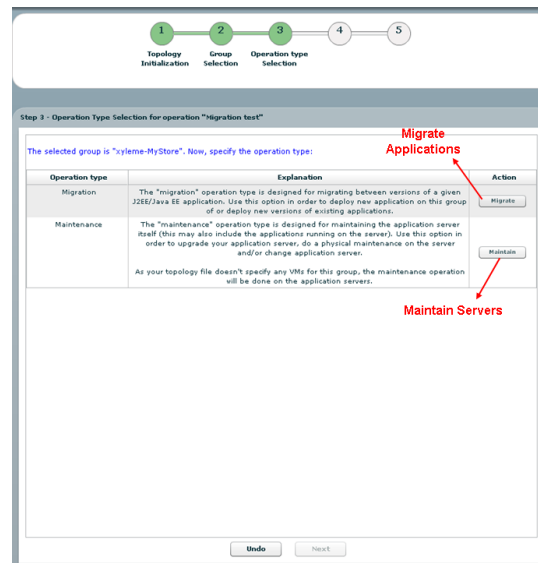 1 2 3 4 5
Topology Initialization
Group Selection
Operation type Selection
Step 3 - Operation Type Selection for operation "Migration test"
Migrate
Applications
The selected group is "xyleme-MyStore". Now, specify the operation type:
Operation type Explanation Action
Migration
The "migration" operation type is designed for migrating between versions of a given
J2EE/Java EE application. Use this option in order to deploy new application on this group
of or deploy new versions of existing applications.
Migrate
Maintenance
The "maintenance" operation type is designed for maintaining the application server
itself (this may also include the applications running on the server). Use this option in
order to upgrade your application server, do a physical maintenance on the server
and/or change application server.
Maintain
As your topology file doesn't specify any VMs for this group, the maintenance operation
will be done on the application servers.
Maintain Servers
Undo Next